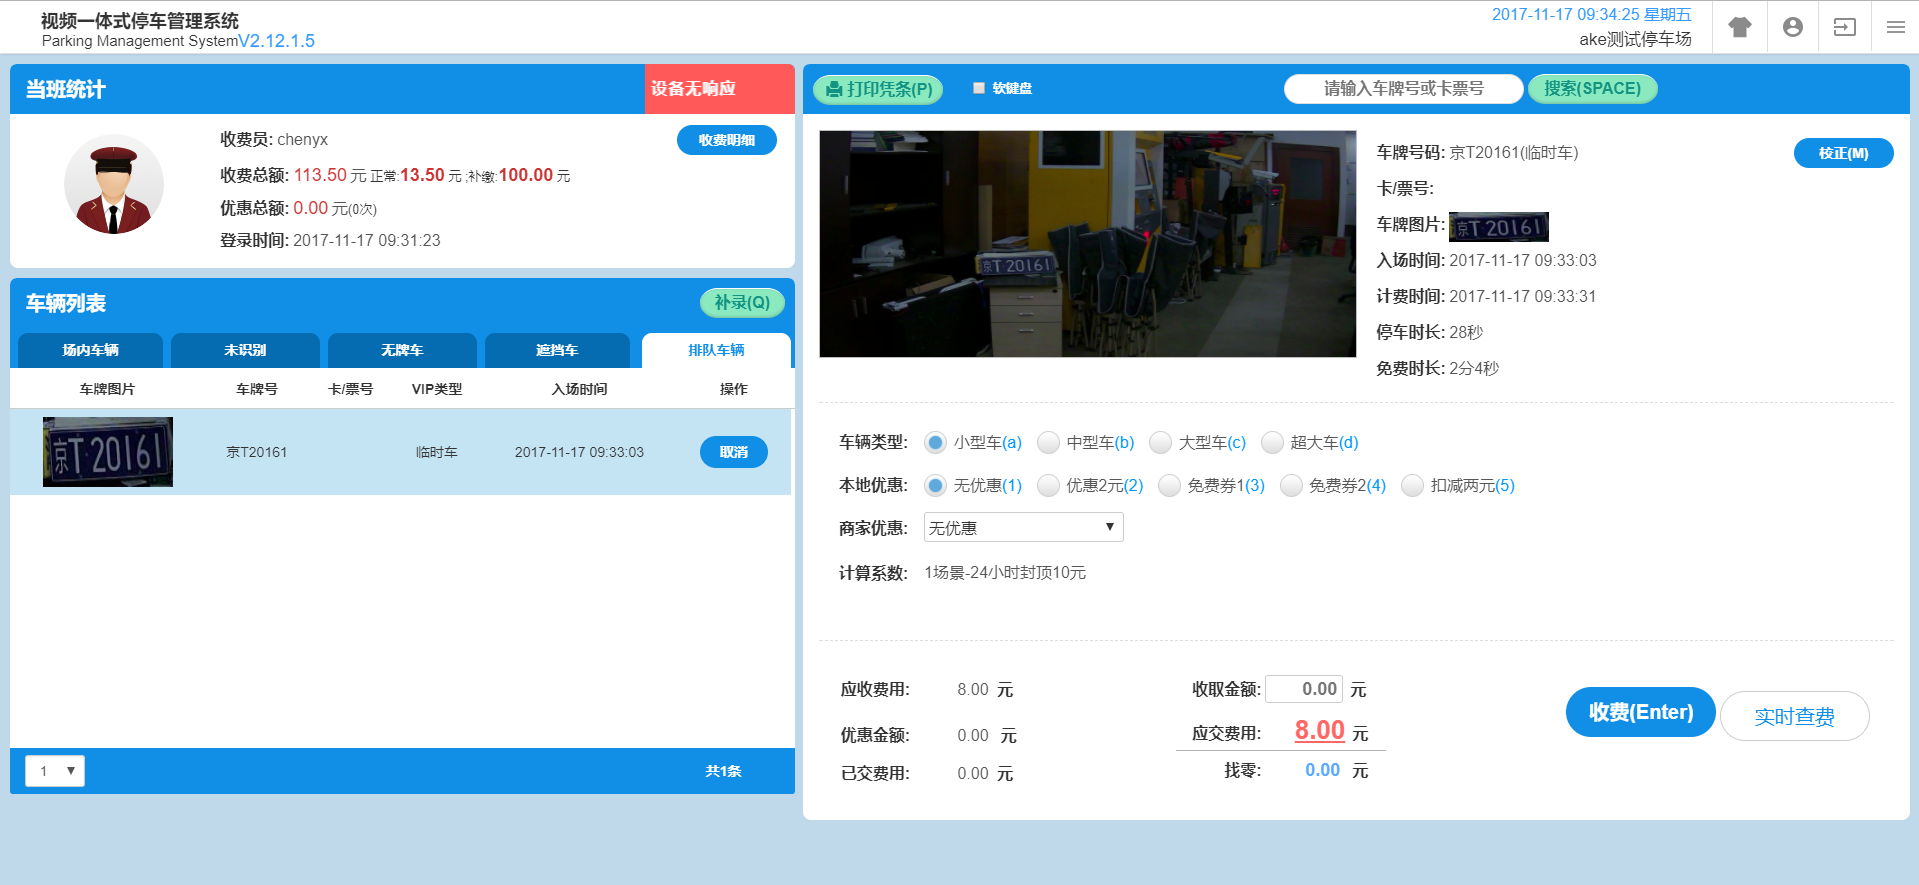 视频一体式停车管理系统
Parking Management SystemV2.12.1.5
2017-11-17 09:34:25 星期五
ake测试停车场
当班统计
设备无响应
收费员: chenyx
收费明细
收费总额: 113.50 元 正常:13.50 元 ;补缴:100.00 元
优惠总额: 0.00 元(0次)
登录时间: 2017-11-17 09:31:23
车辆列表
补录(Q)
场内车辆 未识别 无牌车 遮挡车 排队车辆
车牌图片 车牌号 卡/票号 VIP类型 入场时间 操作
京T·20161 京T20161 临时车 2017-11-17 09:33:03 取消
1 ▼ 共1条
打印凭条(P) 软键盘 请输入车牌号或卡票号 搜索(SPACE)
京T 20161
车牌号码: 京T20161(临时车)
校正(M)
卡/票号:
车牌图片: 京T·20161
入场时间: 2017-11-17 09:33:03
计费时间: 2017-11-17 09:33:31
停车时长: 28秒
免费时长: 2分4秒
车辆类型: 小型车(a) 中型车(b) 大型车(c) 超大车(d)
本地优惠: 无优惠(1) 优惠2元(2) 免费券1(3) 免费券2(4) 扣减两元(5)
商家优惠: 无优惠 ▼
计算系数: 1场景-24小时封顶10元
应收费用: 8.00 元
优惠金额: 0.00 元
已交费用: 0.00 元
收取金额: 0.00 元
应交费用: 8.00 元
找零: 0.00 元
收费(Enter)
实时查费